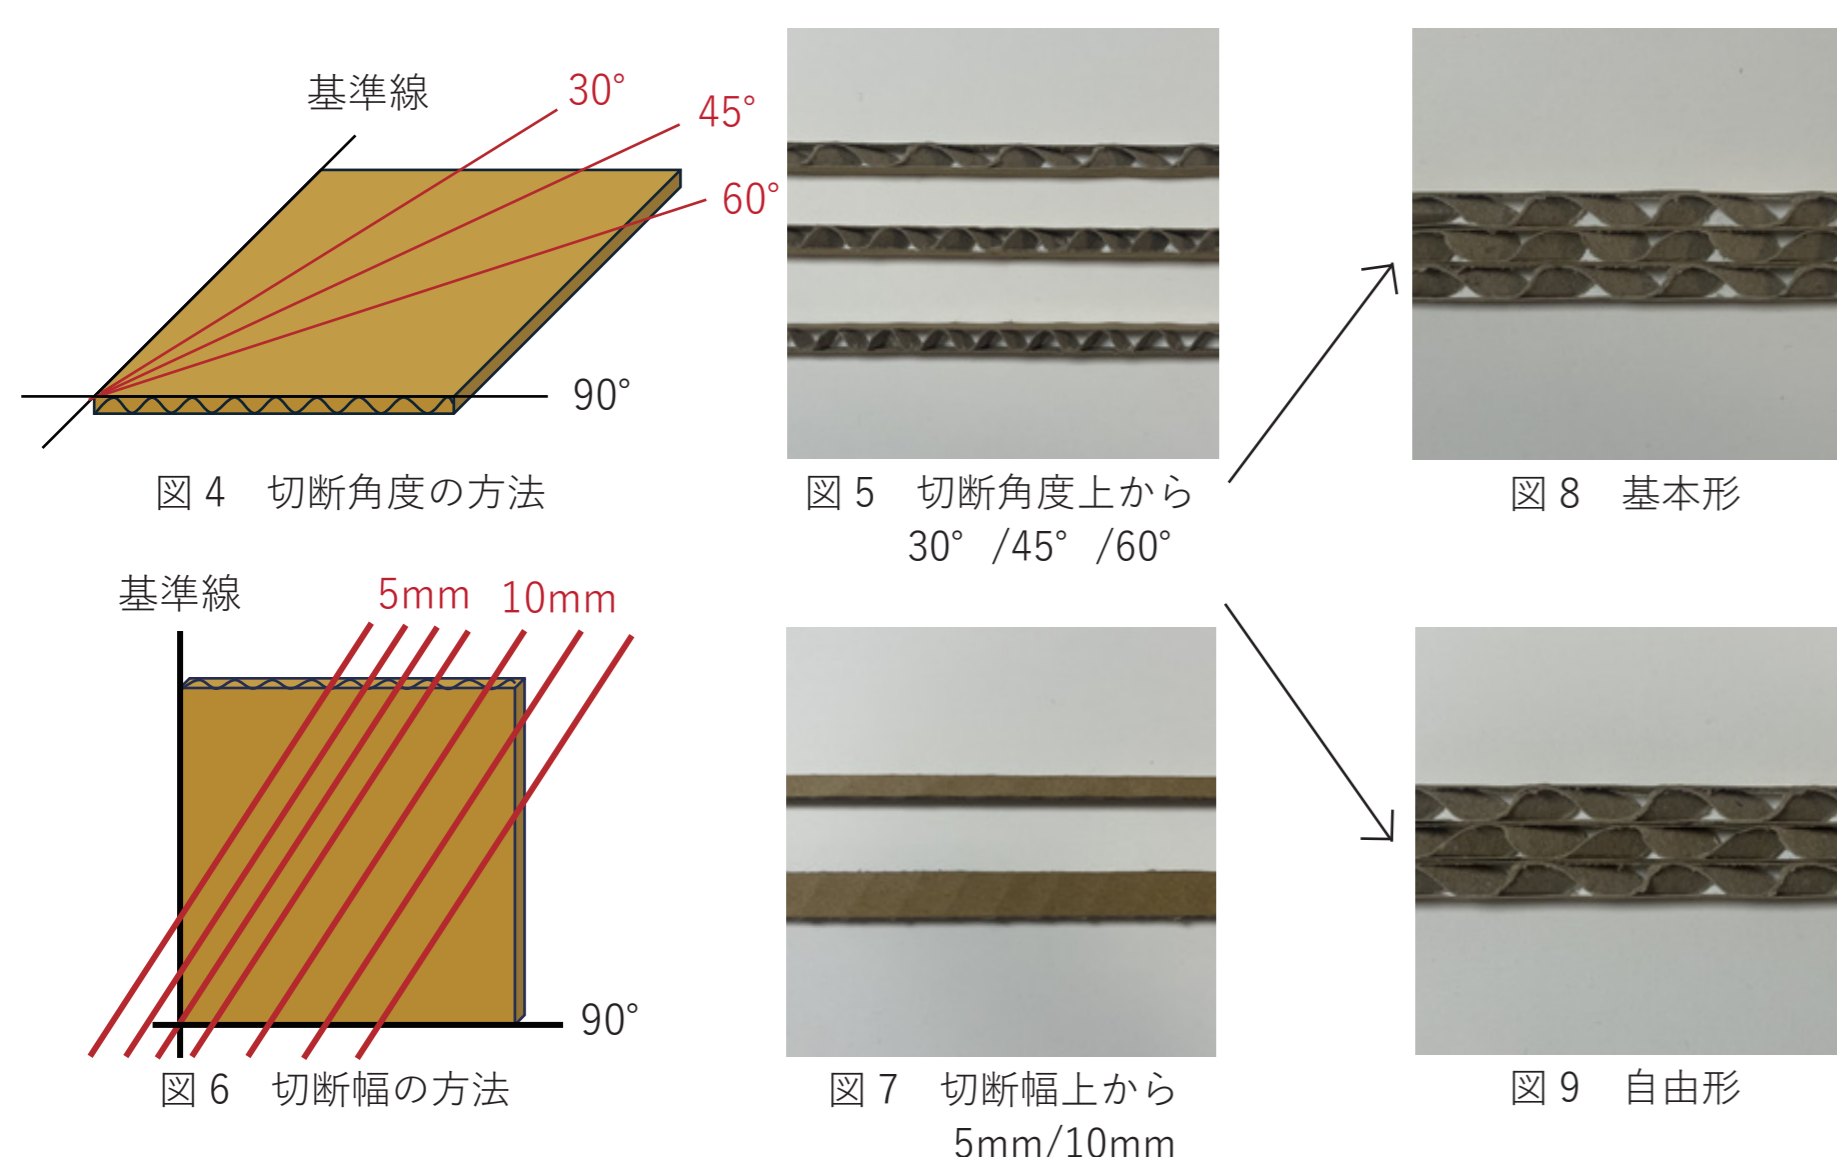 基準線
30°
45°
60°
90°
図 4　切断角度の方法
図 5　切断角度上から
30° /45° /60°
図 8　基本形
基準線
5mm
10mm
90°
図 6　切断幅の方法
図 7　切断幅上から
5mm/10mm
図 9　自由形